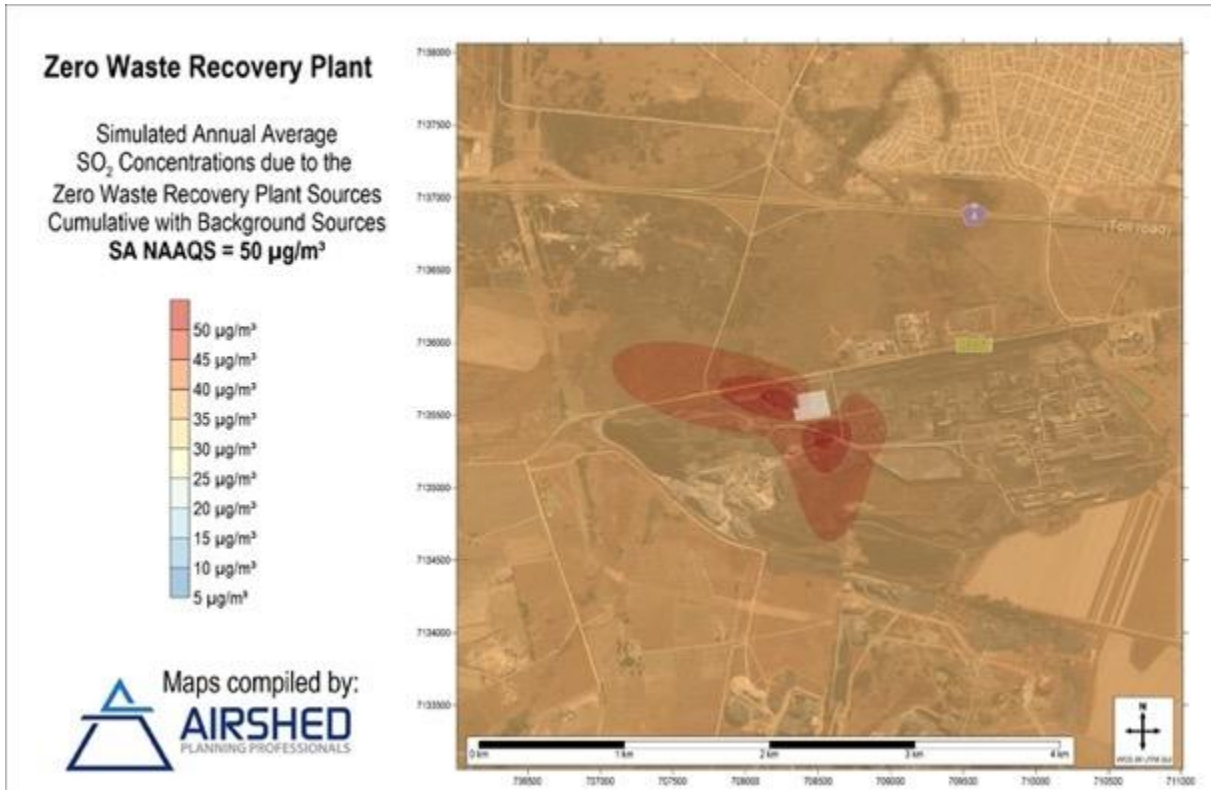 Zero Waste Recovery Plant
Simulated Annual Average
SO₂ Concentrations due to the
Zero Waste Recovery Plant Sources
Cumulative with Background Sources
SA NAAQS = 50 µg/m³
50 µg/m³
45 µg/m³
40 µg/m³
35 µg/m³
30 µg/m³
25 µg/m³
20 µg/m³
15 µg/m³
10 µg/m³
5 µg/m³
Maps compiled by:
AIRSHED
PLANNING PROFESSIONALS
7138000
7137500
7137000
7136500
7136000
7135500
7135000
7134500
7134000
7133500
4
(Toll road)
0 km
1 km
2 km
3 km
4 km
N
706500
707000
707500
708000
708500
709000
709500
710000
710500
711000